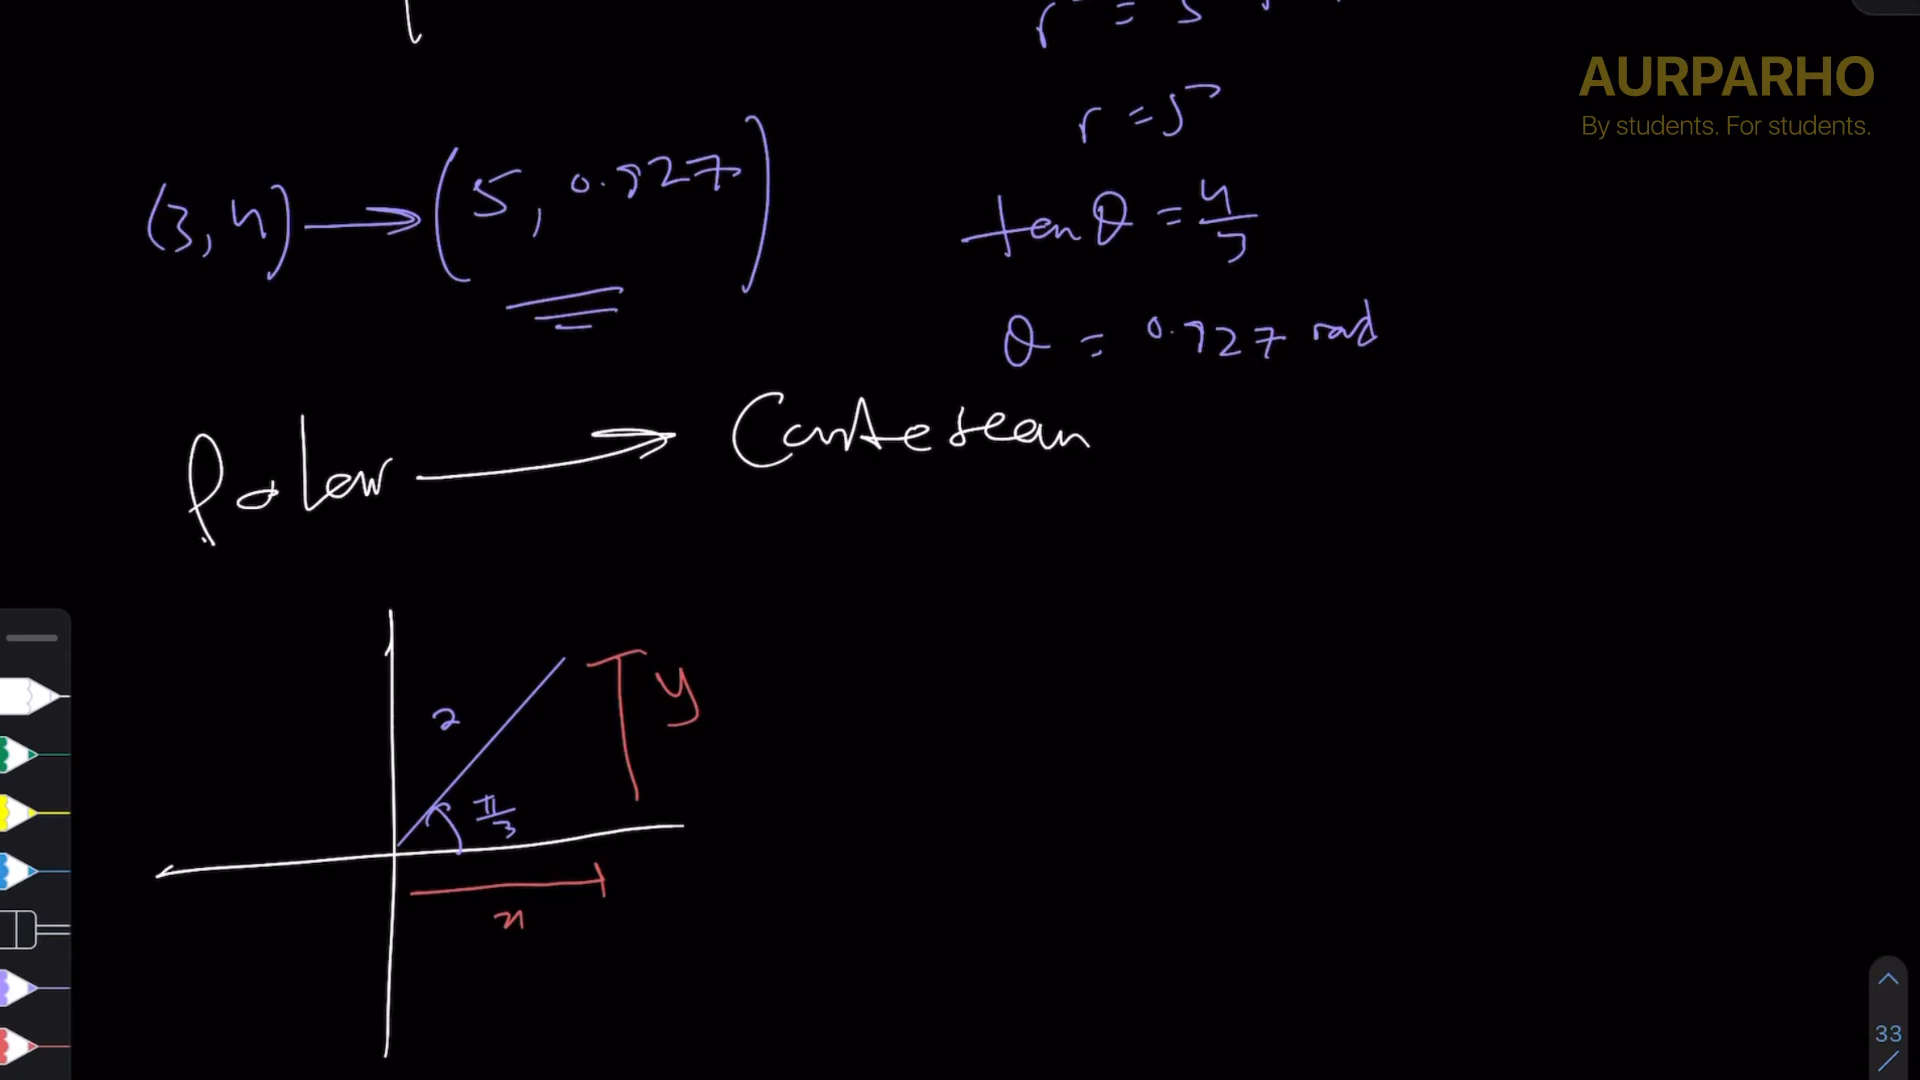 r = 5
AURPARHO
By students. For students.
(3, 4) → (5, 0.927)
tan θ = 4/3
θ = 0.927 rad
Polar → Cartesean
2
y
π/3
x
33